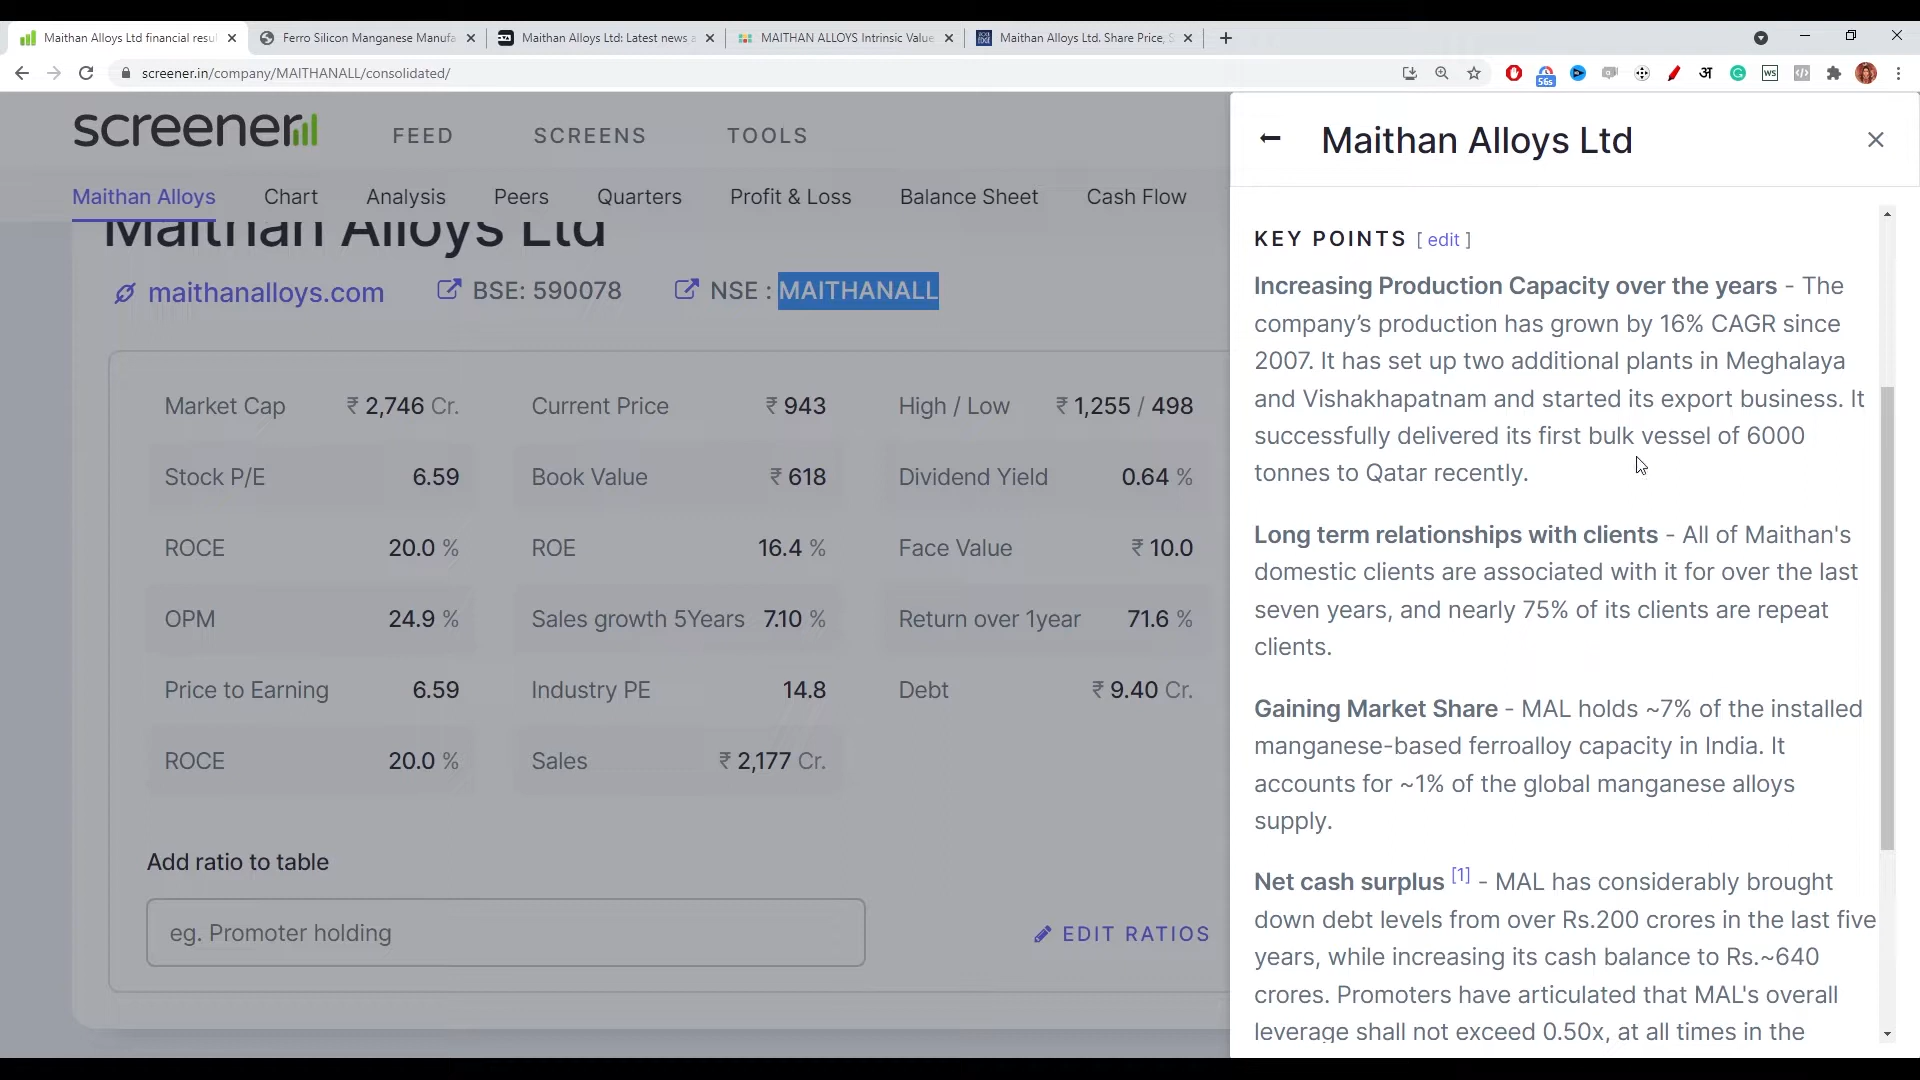 Maithan Alloys Ltd financial resu
Ferro Silicon Manganese Manufa
Maithan Alloys Ltd: Latest news a
MAITHAN ALLOYS Intrinsic Value
Maithan Alloys Ltd. Share Price, S
screener.in/company/MAITHANALL/consolidated/
56s
अ
WS
screener
FEED
SCREENS
TOOLS
Maithan Alloys
Chart
Analysis
Peers
Quarters
Profit & Loss
Balance Sheet
Cash Flow
Maithan Alloys Ltd
maithanalloys.com
BSE: 590078
NSE : MAITHANALL
Market Cap ₹ 2,746 Cr.
Current Price ₹ 943
High / Low ₹ 1,255 / 498
Stock P/E 6.59
Book Value ₹ 618
Dividend Yield 0.64 %
ROCE 20.0 %
ROE 16.4 %
Face Value ₹ 10.0
OPM 24.9 %
Sales growth 5Years 7.10 %
Return over 1year 71.6 %
Price to Earning 6.59
Industry PE 14.8
Debt ₹ 9.40 Cr.
ROCE 20.0 %
Sales ₹ 2,177 Cr.
Add ratio to table
eg. Promoter holding
EDIT RATIOS
Maithan Alloys Ltd
KEY POINTS [ edit ]
Increasing Production Capacity over the years - The
company’s production has grown by 16% CAGR since
2007. It has set up two additional plants in Meghalaya
and Vishakhapatnam and started its export business. It
successfully delivered its first bulk vessel of 6000
tonnes to Qatar recently.
Long term relationships with clients - All of Maithan's
domestic clients are associated with it for over the last
seven years, and nearly 75% of its clients are repeat
clients.
Gaining Market Share - MAL holds ~7% of the installed
manganese-based ferroalloy capacity in India. It
accounts for ~1% of the global manganese alloys
supply.
Net cash surplus [1] - MAL has considerably brought
down debt levels from over Rs.200 crores in the last five
years, while increasing its cash balance to Rs.~640
crores. Promoters have articulated that MAL's overall
leverage shall not exceed 0.50x, at all times in the